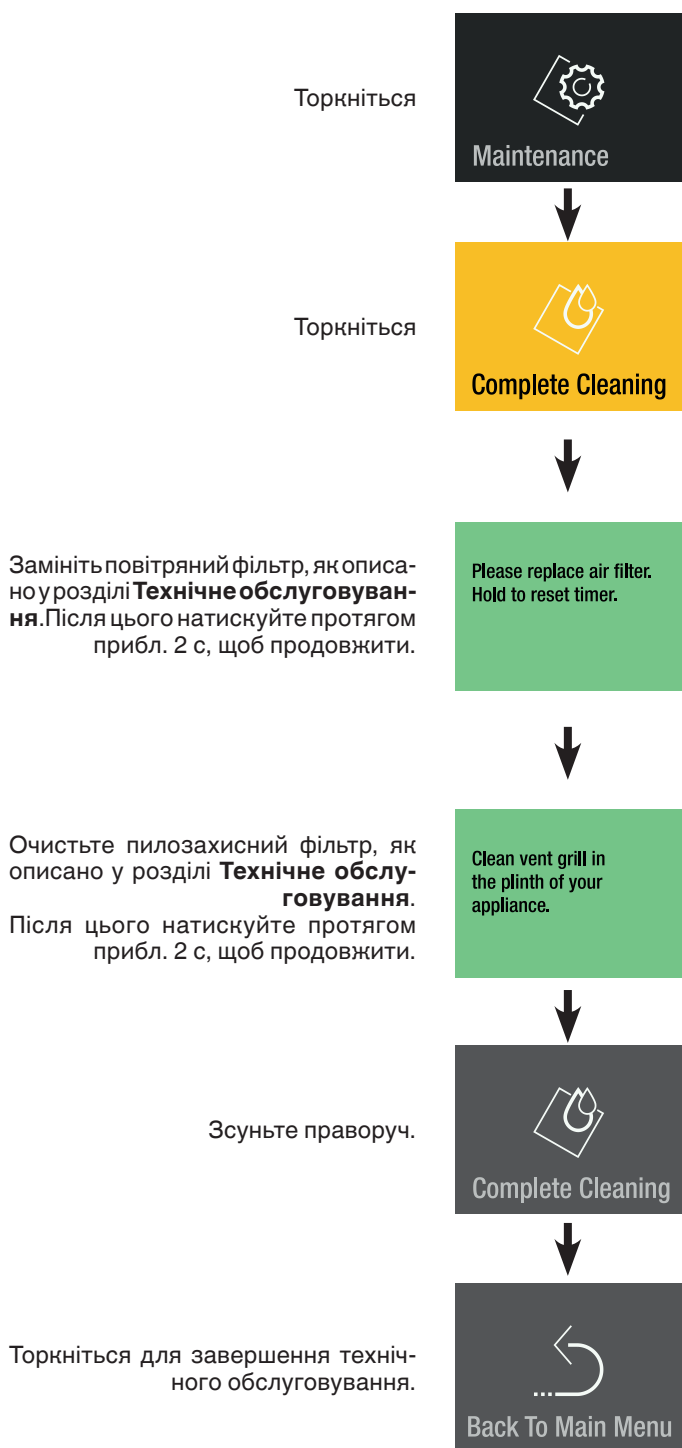 Торкніться
Maintenance
Торкніться
Complete Cleaning
Замініть повітряний фільтр, як описа-
но у розділі Технічне обслуговуван-
ня.Після цього натискуйте протягом
прибл. 2 с, щоб продовжити.
Please replace air filter.
Hold to reset timer.
Очистьте пилозахисний фільтр, як
описано у розділі Технічне обслу-
говування.
Після цього натискуйте протягом
прибл. 2 с, щоб продовжити.
Clean vent grill in
the plinth of your
appliance.
Зсуньте праворуч.
Complete Cleaning
Торкніться для завершення техніч-
ного обслуговування.
Back To Main Menu